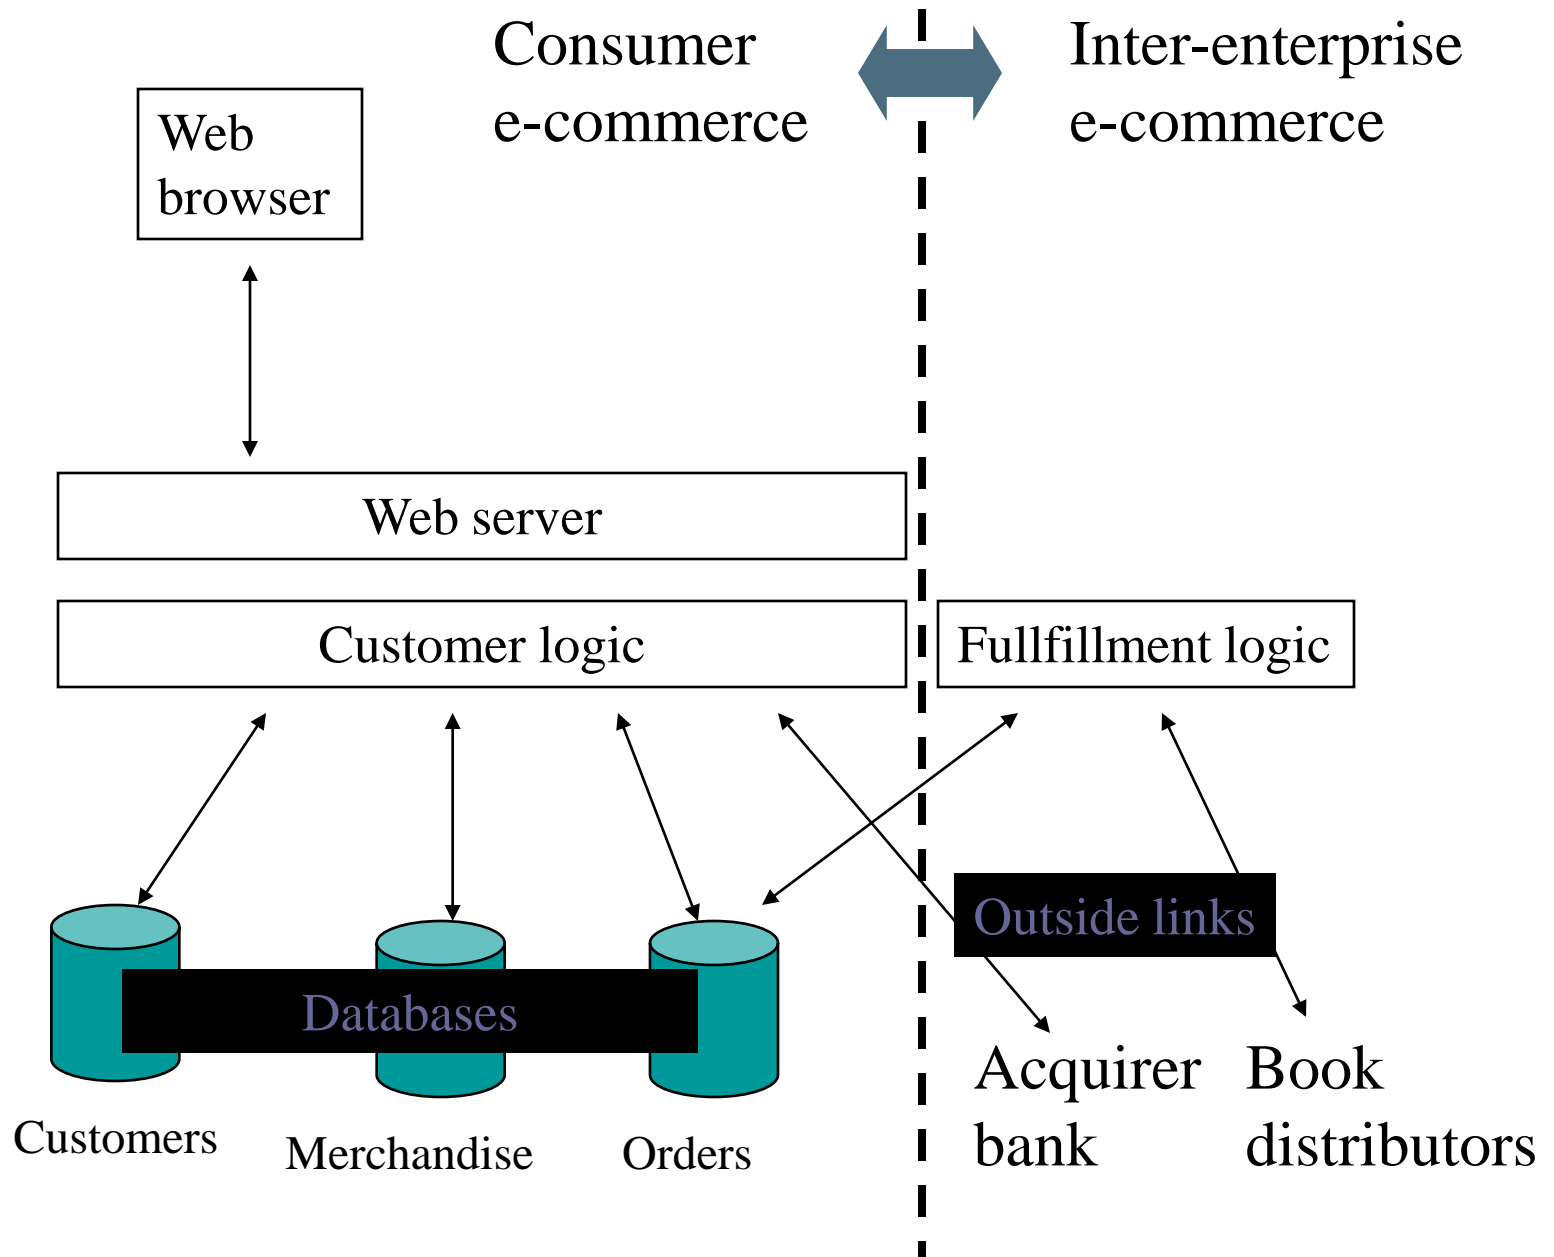 Consumer
e-commerce
Inter-enterprise
e-commerce
Web
browser
Web server
Customer logic
Fullfillment logic
Outside links
Databases
Acquirer
bank
Book
distributors
Customers
Merchandise
Orders